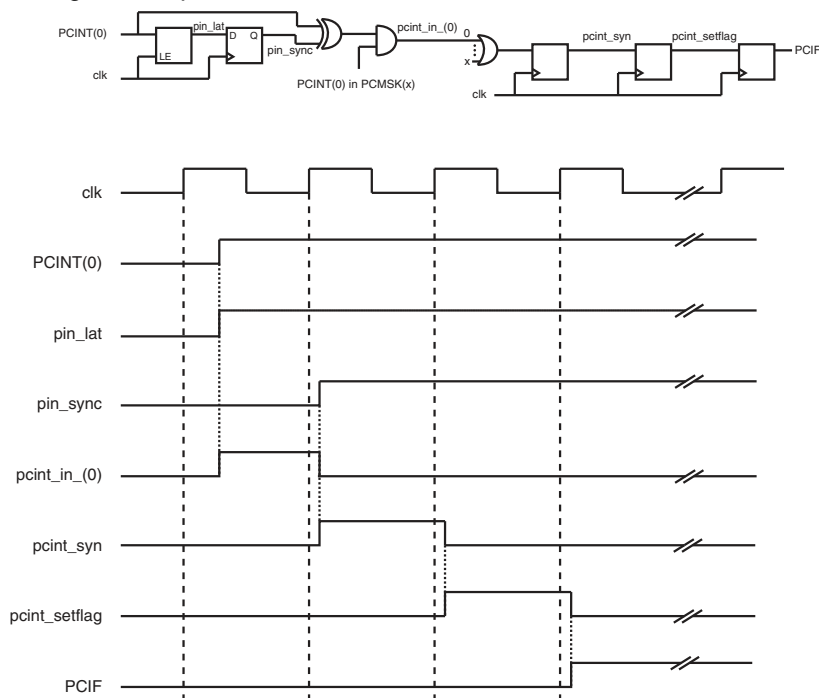 PCINT(0)
LE
pin_lat
D Q
pin_sync
clk
pcint_in_(0)
PCINT(0) in PCMSK(x)
0
x
clk
pcint_syn
pcint_setflag
PCIF
clk
PCINT(0)
pin_lat
pin_sync
pcint_in_(0)
pcint_syn
pcint_setflag
PCIF